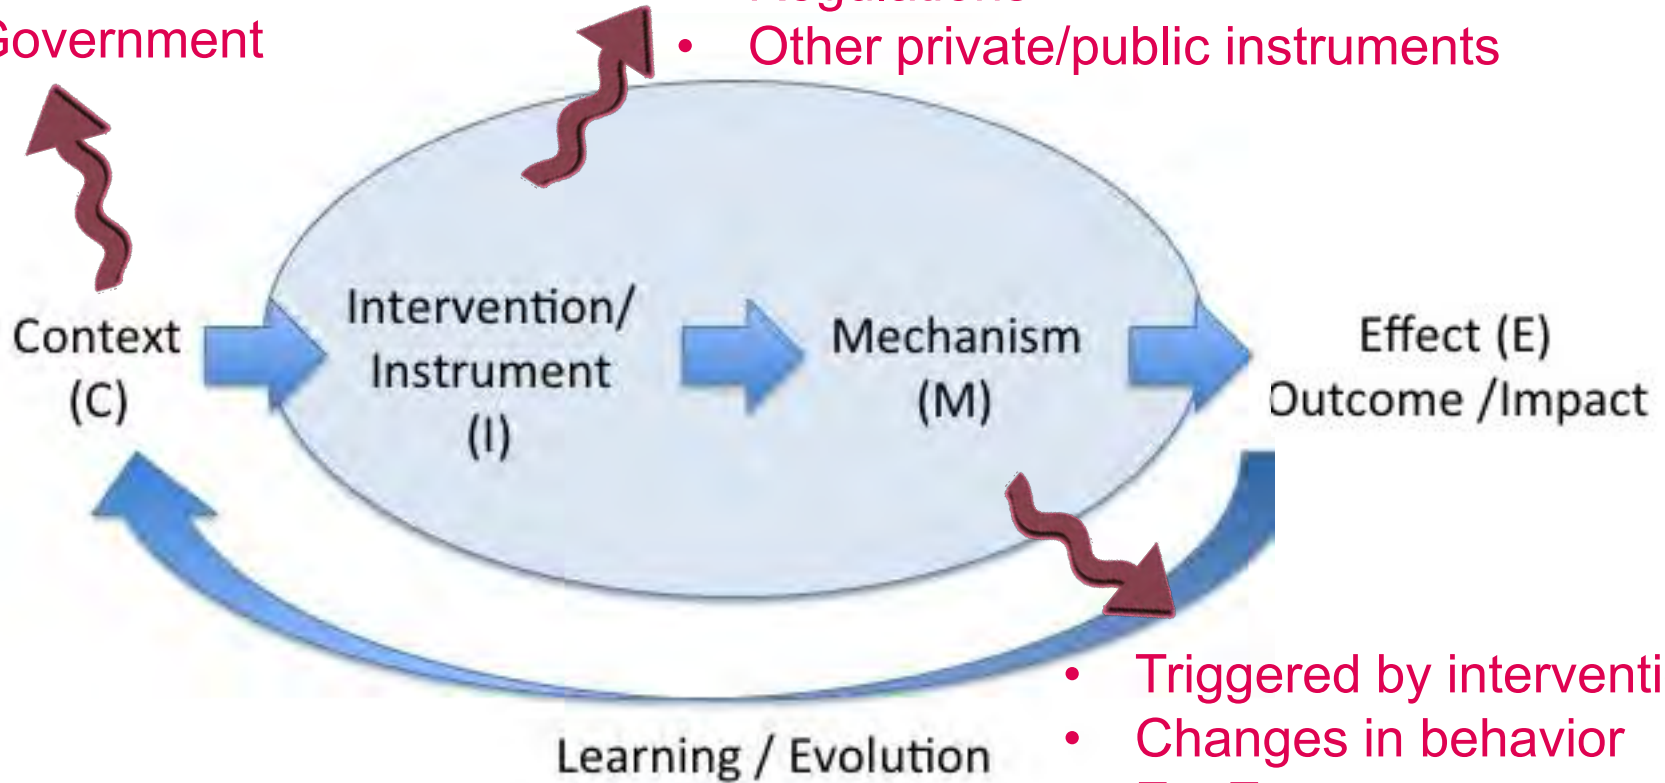 Government
Regulations
• Other private/public instruments
Context
(C)
Intervention/
Instrument
(I)
Mechanism
(M)
Effect (E)
Outcome /Impact
• Triggered by interventi
• Changes in behavior
Learning / Evolution